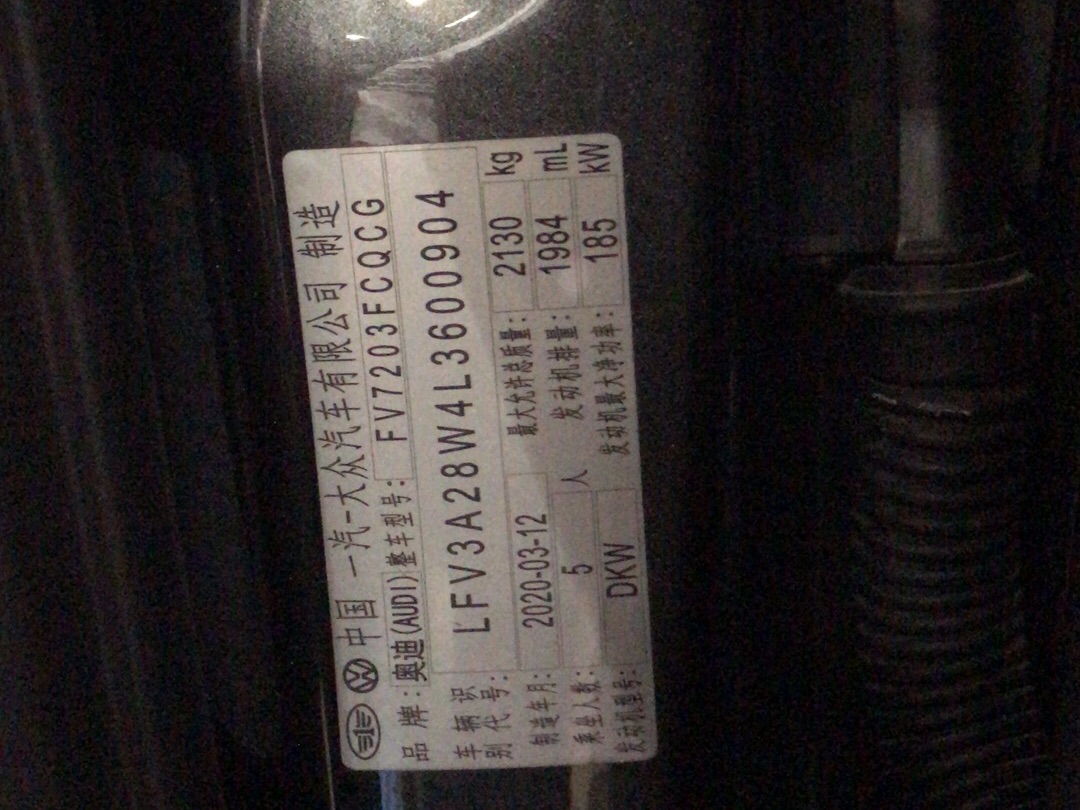 中国 一汽-大众汽车有限公司 制造
品牌:奥迪(AUDI) 整车型号: FV7203FCQCG
车辆识别代号: LFV3A28W4L3600904
制造年月: 2020-03-12 最大允许总质量: 2130 kg
乘坐人数: 5 人 发动机排量: 1984 mL
发动机型号: DKW 发动机最大净功率: 185 kW